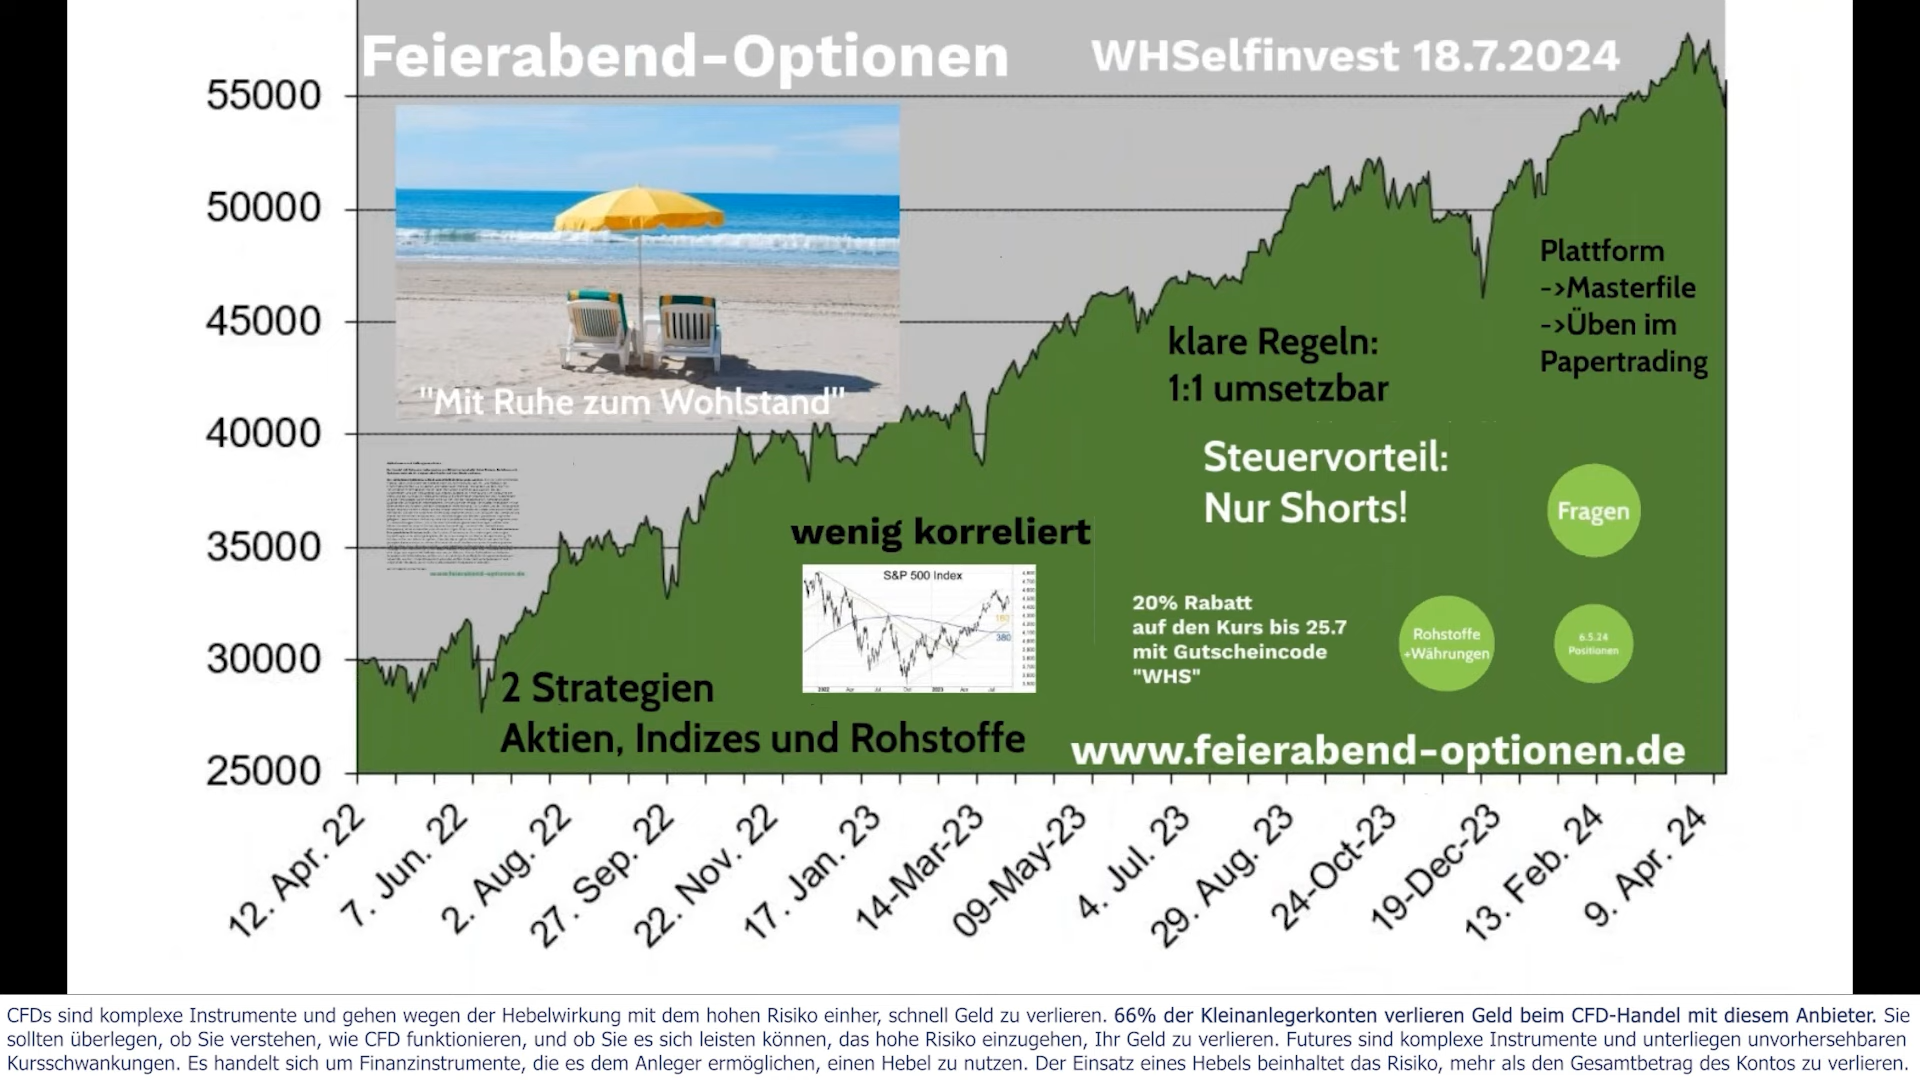 Feierabend-Optionen
WHSelfinvest 18.7.2024
55000
50000
45000
40000
35000
30000
25000
"Mit Ruhe zum Wohlstand"
www.feierabend-optionen.de
Plattform
->Masterfile
->Üben im
Papertrading
klare Regeln:
1:1 umsetzbar
Steuervorteil:
Nur Shorts!
Fragen
wenig korreliert
S&P 500 Index
380
20% Rabatt
auf den Kurs bis 25.7
mit Gutscheincode
"WHS"
Rohstoffe
+Währungen
6.5.24
Positionen
2 Strategien
Aktien, Indizes und Rohstoffe
www.feierabend-optionen.de
12. Apr. 22
7. Jun. 22
2. Aug. 22
27. Sep. 22
22. Nov. 22
17. Jan. 23
14-Mar-23
09-May-23
4. Jul. 23
29. Aug. 23
24-Oct-23
19-Dec-23
13. Feb. 24
9. Apr. 24
CFDs sind komplexe Instrumente und gehen wegen der Hebelwirkung mit dem hohen Risiko einher, schnell Geld zu verlieren. 66% der Kleinanlegerkonten verlieren Geld beim CFD-Handel mit diesem Anbieter. Sie
sollten überlegen, ob Sie verstehen, wie CFD funktionieren, und ob Sie es sich leisten können, das hohe Risiko einzugehen, Ihr Geld zu verlieren. Futures sind komplexe Instrumente und unterliegen unvorhersehbaren
Kursschwankungen. Es handelt sich um Finanzinstrumente, die es dem Anleger ermöglichen, einen Hebel zu nutzen. Der Einsatz eines Hebels beinhaltet das Risiko, mehr als den Gesamtbetrag des Kontos zu verlieren.